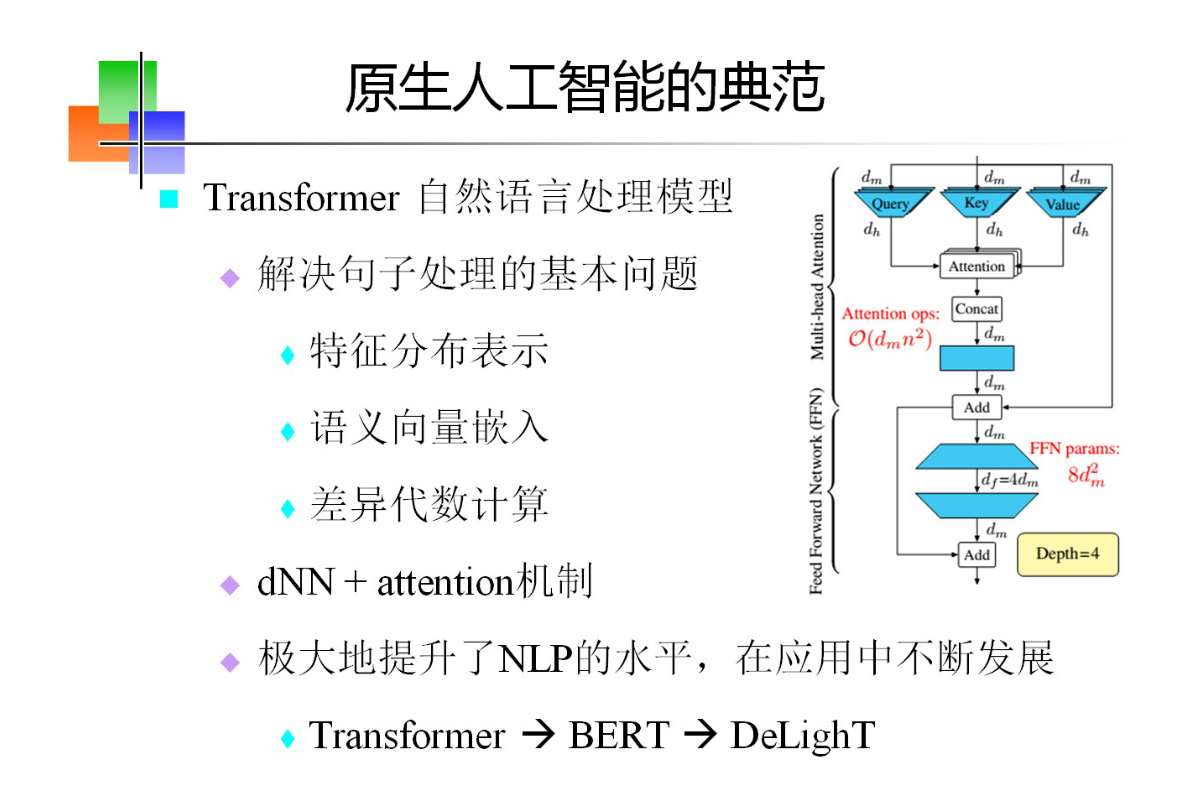 原生人工智能的典范
Transformer 自然语言处理模型
解决句子处理的基本问题
特征分布表示
语义向量嵌入
差异代数计算
dNN + attention机制
极大地提升了NLP的水平，在应用中不断发展
Transformer → BERT → DeLighT
Multi-head Attention
Feed Forward Network (FFN)
d_m d_m d_m
Query Key Value
d_h d_h d_h
Attention
Concat
Attention ops:
O(d_m n²)
d_m
d_m
Add
d_m
FFN params:
8d_m²
d_f=4d_m
d_m
Add
Depth=4